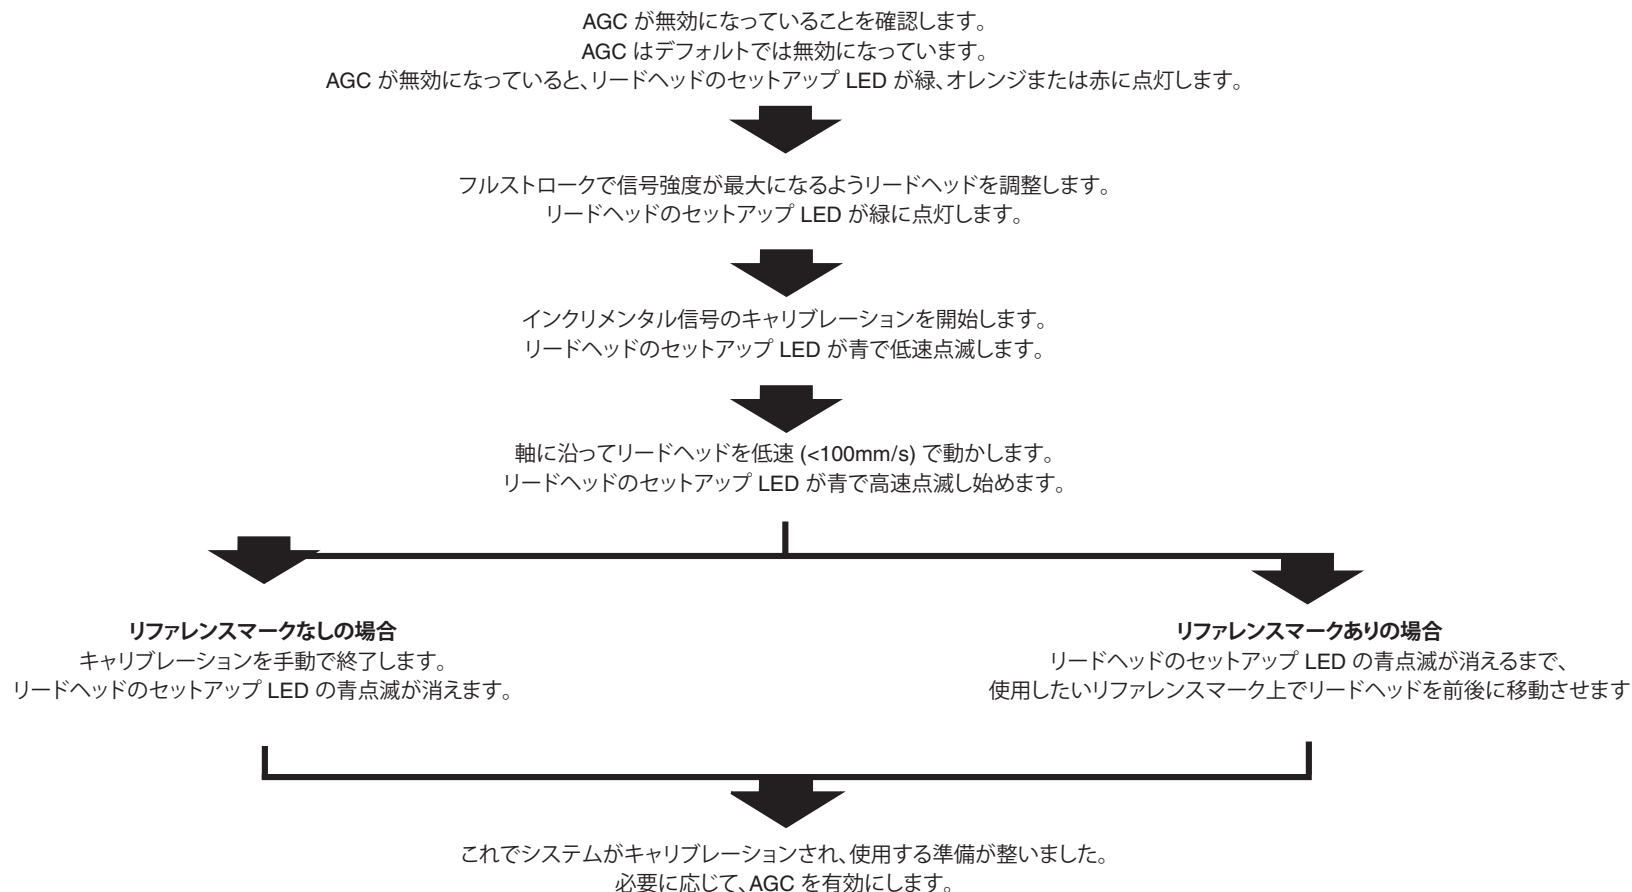 AGC が無効になっていることを確認します。
AGC はデフォルトでは無効になっています。
AGC が無効になっていると、リードヘッドのセットアップ LED が緑、オレンジまたは赤に点灯します。
フルストロークで信号強度が最大になるようリードヘッドを調整します。
リードヘッドのセットアップ LED が緑に点灯します。
インクリメンタル信号のキャリブレーションを開始します。
リードヘッドのセットアップ LED が青で低速点滅します。
軸に沿ってリードヘッドを低速 (<100mm/s) で動かします。
リードヘッドのセットアップ LED が青で高速点滅し始めます。
リファレンスマークなしの場合
キャリブレーションを手動で終了します。
リードヘッドのセットアップ LED の青点滅が消えます。
リファレンスマークありの場合
リードヘッドのセットアップ LED の青点滅が消えるまで、
使用したいリファレンスマーク上でリードヘッドを前後に移動させます
これでシステムがキャリブレーションされ、使用する準備が整いました。
必要に応じて、AGC を有効にします。